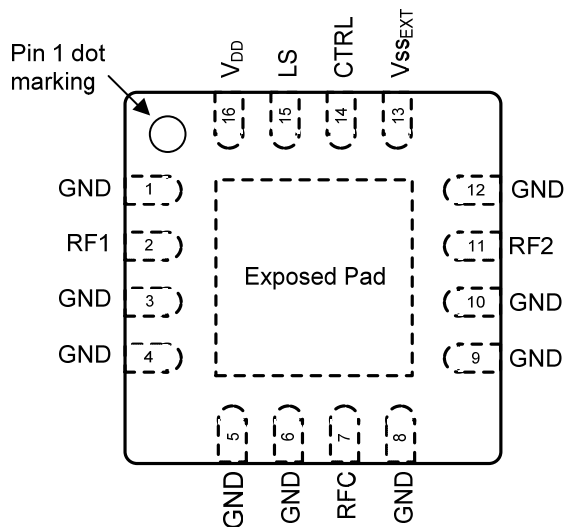 Pin 1 dot
marking
VDD
LS
CTRL
VssEXT
16
15
14
13
GND
1
12
GND
RF1
2
11
RF2
Exposed Pad
GND
3
10
GND
GND
4
9
GND
5
6
7
8
GND
GND
RFC
GND